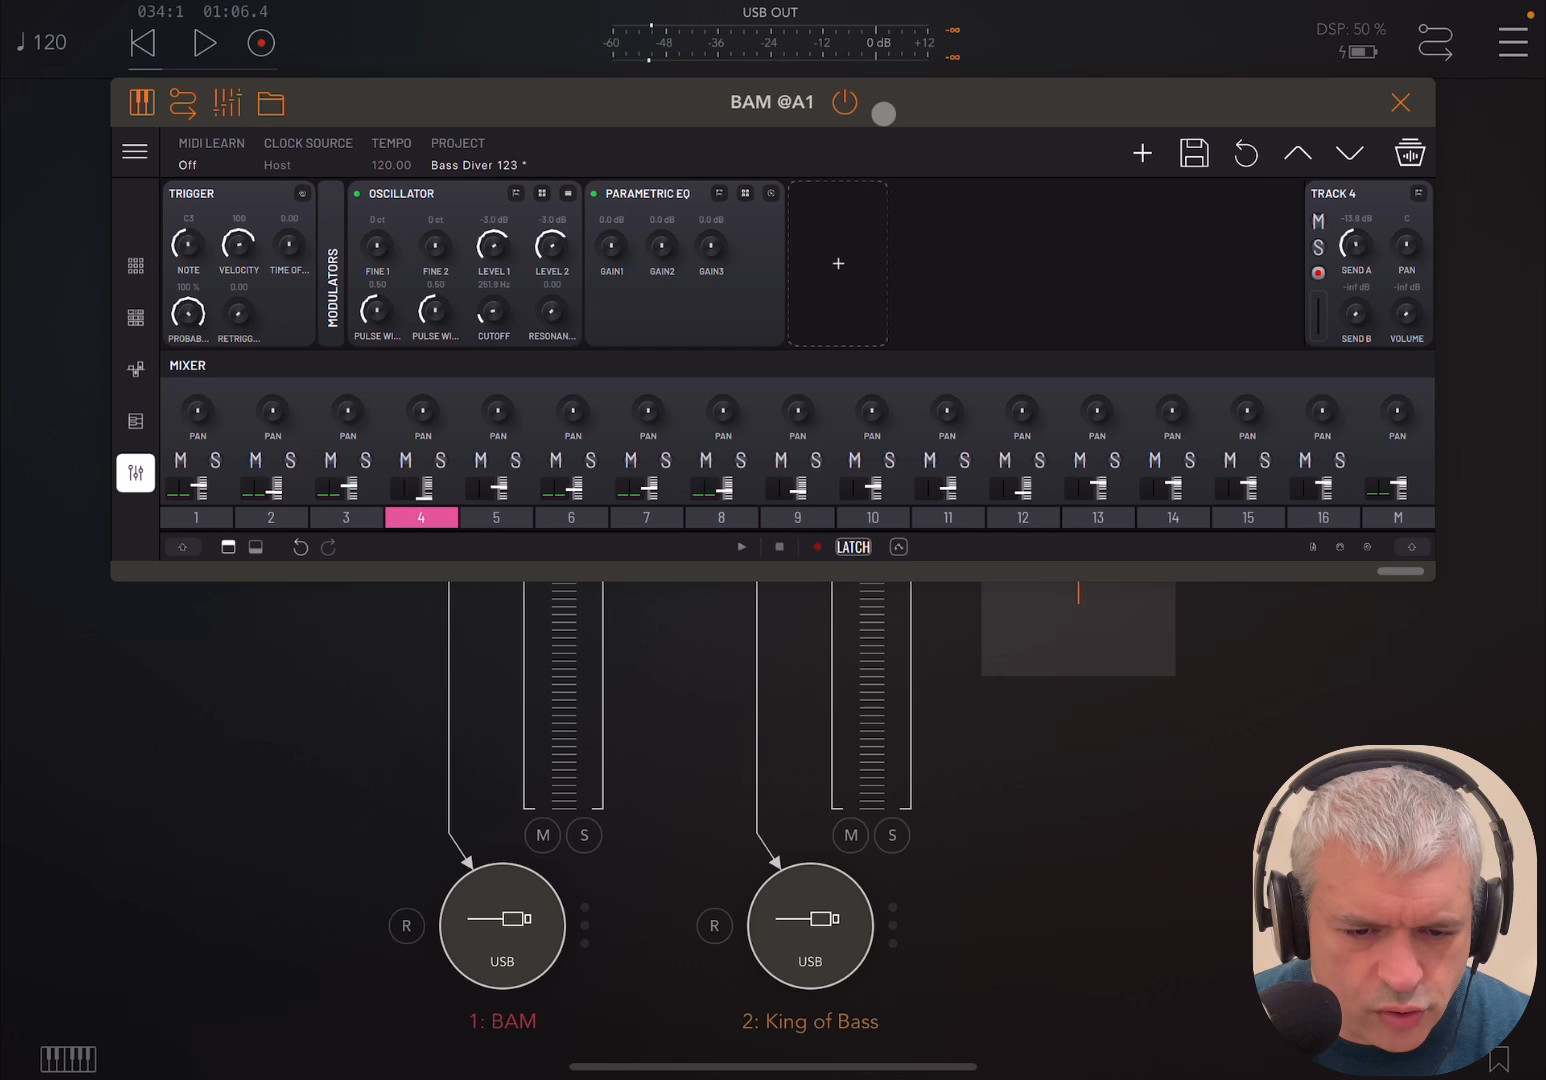 034:1 01:06.4
USB OUT
120
-60 -48 -36 -24 -12 0 dB +12
-∞
-∞
DSP: 50 %
BAM @A1
MIDI LEARN CLOCK SOURCE TEMPO PROJECT
Off Host 120.00 Bass Diver 123 *
TRIGGER OSCILLATOR PARAMETRIC EQ TRACK 4
C3 100 0.00 0 ct 0 ct -3.0 dB -3.0 dB 0.0 dB 0.0 dB 0.0 dB M -13.8 dB C
S
NOTE VELOCITY TIME OF... FINE 1 FINE 2 LEVEL 1 LEVEL 2 GAIN1 GAIN2 GAIN3 SEND A PAN
100 % 0.00 0.50 0.50 251.8 Hz 0.00 -inf dB -inf dB
MODULATORS
PROBAB... RETRIGG... PULSE WI... PULSE WI... CUTOFF RESONAN... SEND B VOLUME
MIXER
PAN PAN PAN PAN PAN PAN PAN PAN PAN PAN PAN PAN PAN PAN PAN PAN PAN
M S M S M S M S M S M S M S M S M S M S M S M S M S M S M S M S
1 2 3 4 5 6 7 8 9 10 11 12 13 14 15 16 M
LATCH
M S M S
R USB R USB
1: BAM 2: King of Bass